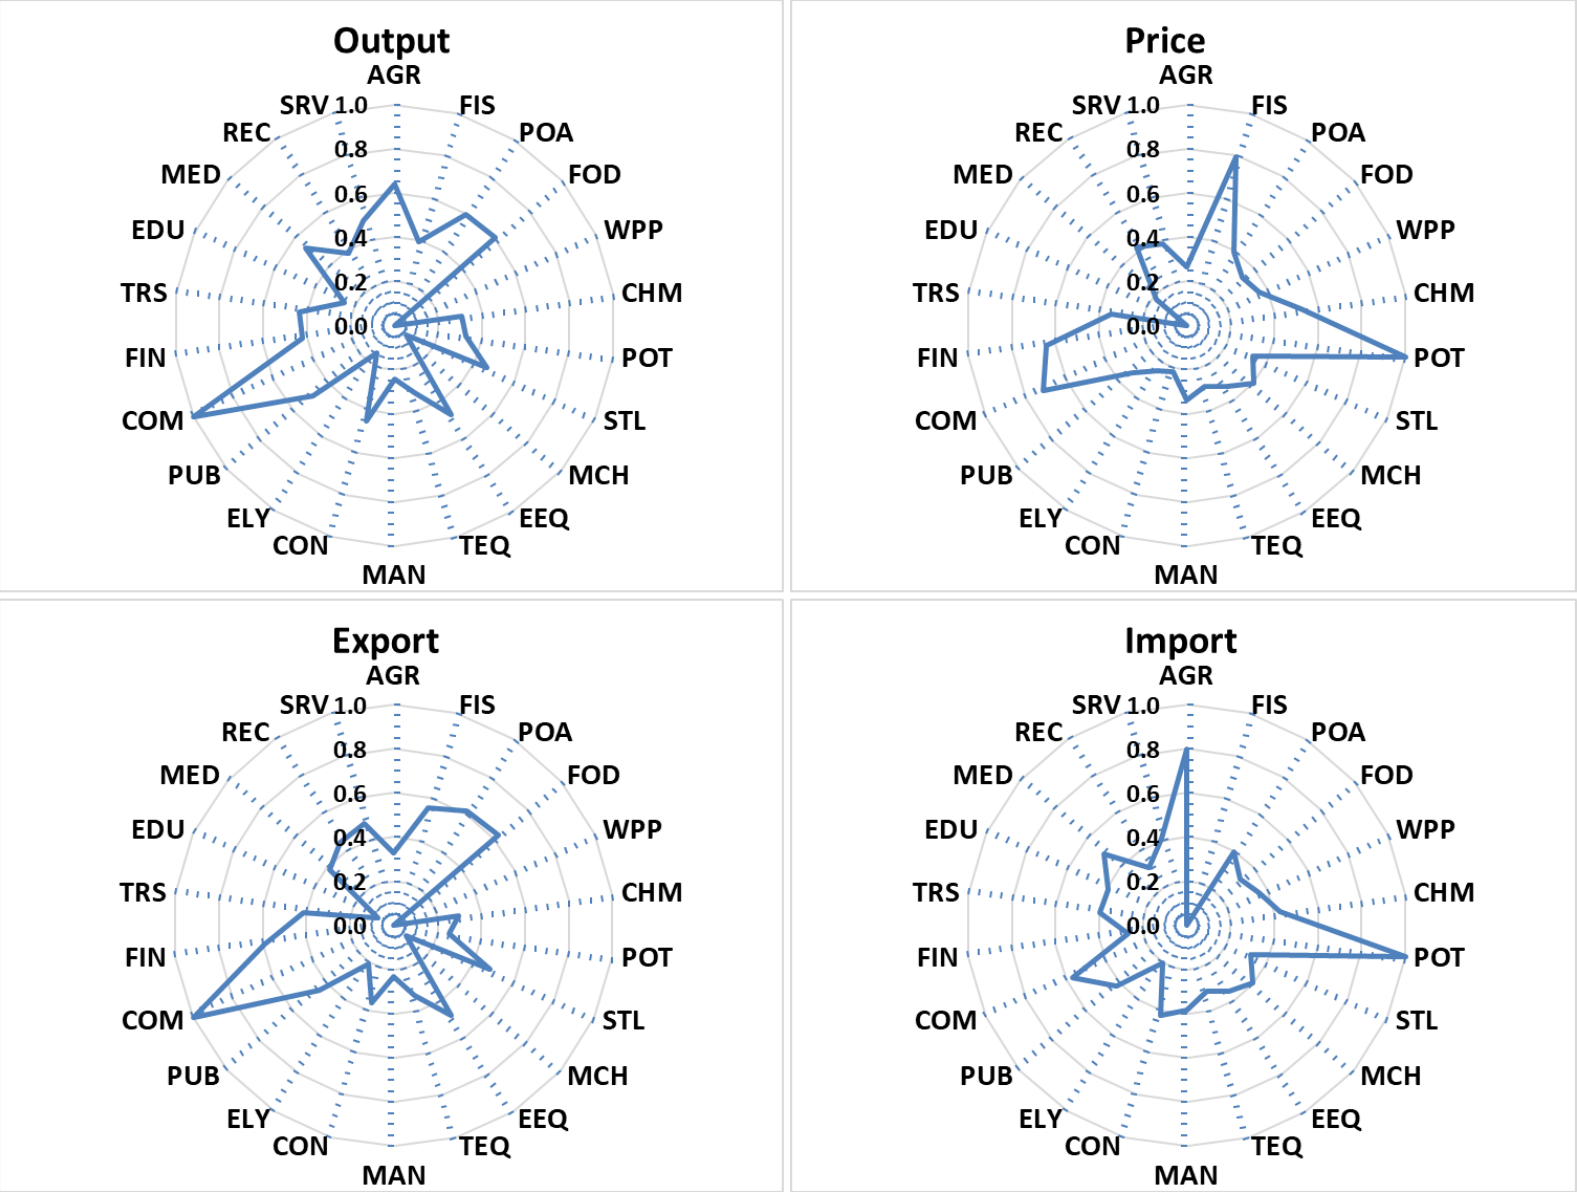 Output
AGR
SRV 1.0 FIS
REC POA
0.8
MED FOD
0.6
EDU WPP
0.4
TRS 0.2 CHM
0.0
FIN POT
COM STL
PUB MCH
ELY EEQ
CON TEQ
MAN
Price
AGR
SRV 1.0 FIS
REC POA
0.8
MED FOD
0.6
EDU WPP
0.4
TRS 0.2 CHM
0.0
FIN POT
COM STL
PUB MCH
ELY EEQ
CON TEQ
MAN
Export
AGR
SRV 1.0 FIS
REC POA
0.8
MED FOD
0.6
EDU WPP
0.4
TRS 0.2 CHM
0.0
FIN POT
COM STL
PUB MCH
ELY EEQ
CON TEQ
MAN
Import
AGR
SRV 1.0 FIS
REC POA
0.8
MED FOD
0.6
EDU WPP
0.4
TRS 0.2 CHM
0.0
FIN POT
COM STL
PUB MCH
ELY EEQ
CON TEQ
MAN